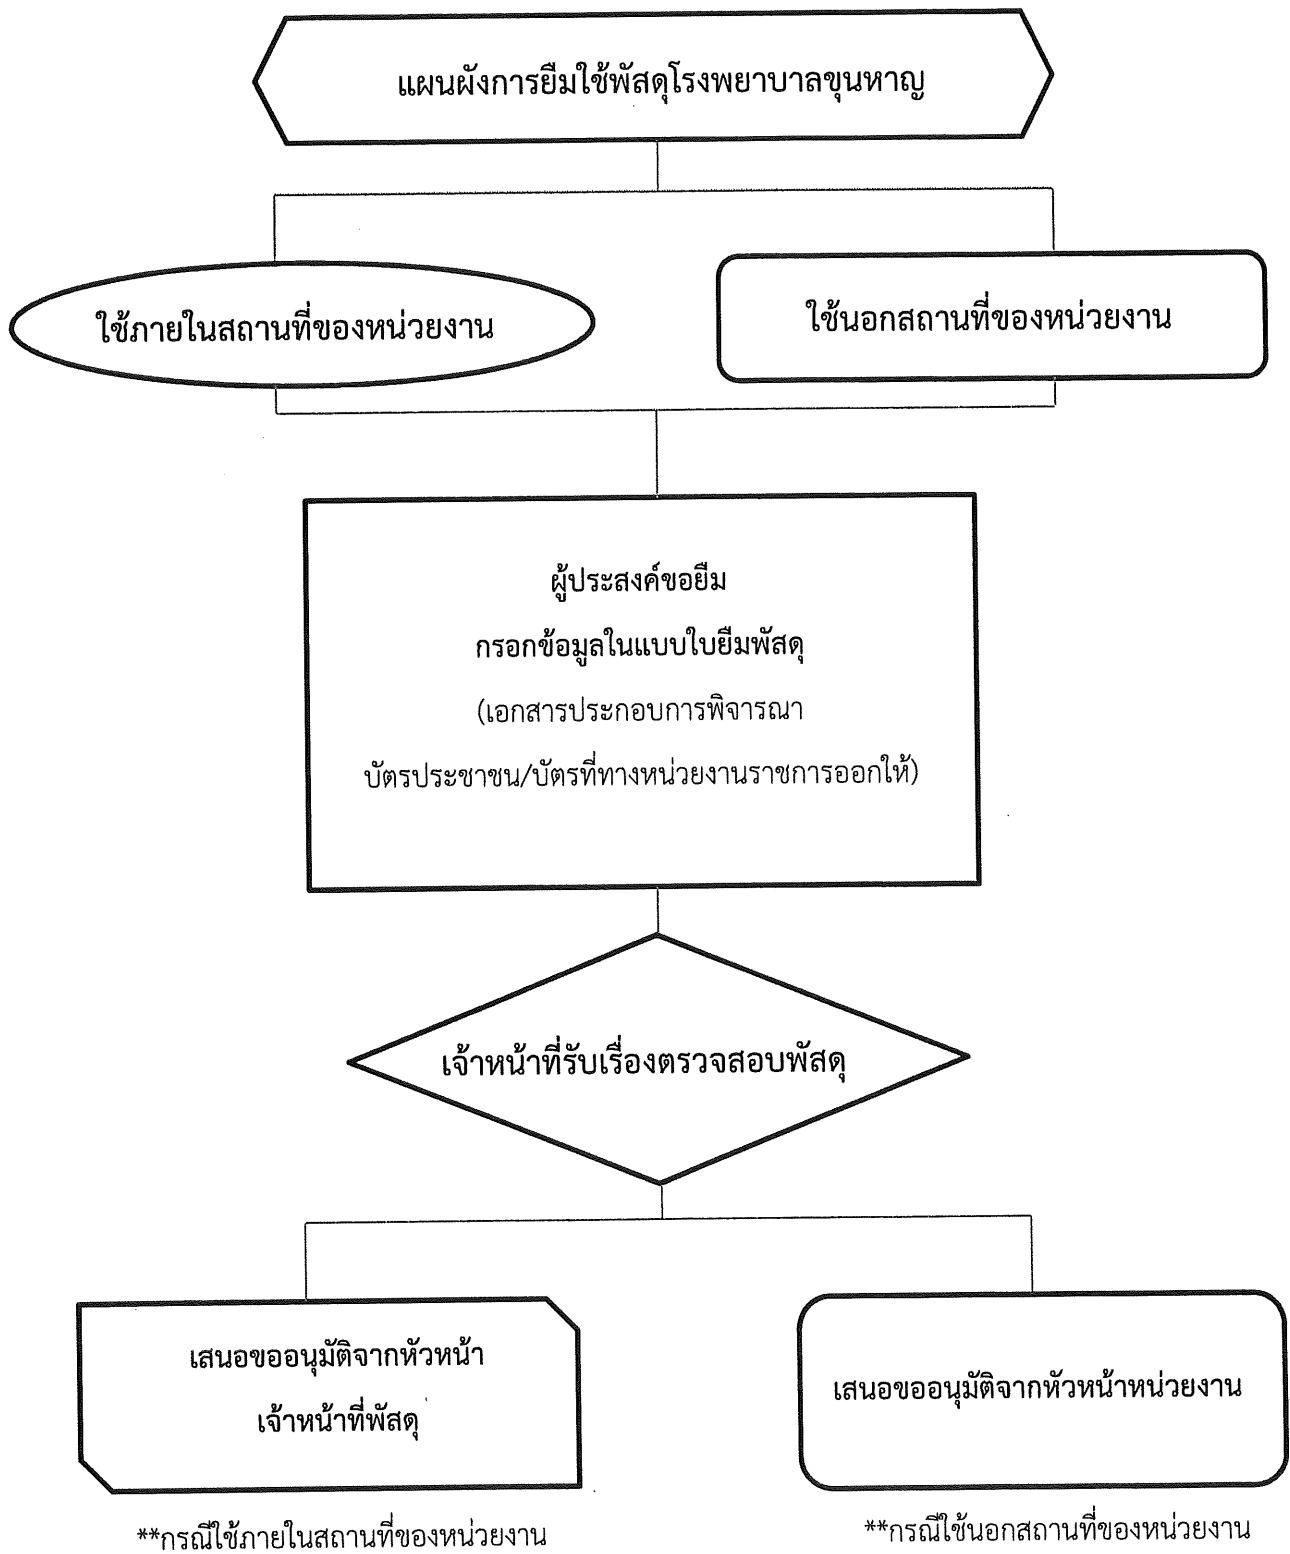 แผนผังการยืมใช้พัสดุโรงพยาบาลขุนหาญ
ใช้ภายในสถานที่ของหน่วยงาน
ใช้นอกสถานที่ของหน่วยงาน
ผู้ประสงค์ขอยืม
กรอกข้อมูลในแบบใบยืมพัสดุ
(เอกสารประกอบการพิจารณา
บัตรประชาชน/บัตรที่ทางหน่วยงานราชการออกให้)
เจ้าหน้าที่รับเรื่องตรวจสอบพัสดุ
เสนอขออนุมัติจากหัวหน้า
เจ้าหน้าที่พัสดุ
เสนอขออนุมัติจากหัวหน้าหน่วยงาน
**กรณีใช้ภายในสถานที่ของหน่วยงาน
**กรณีใช้นอกสถานที่ของหน่วยงาน